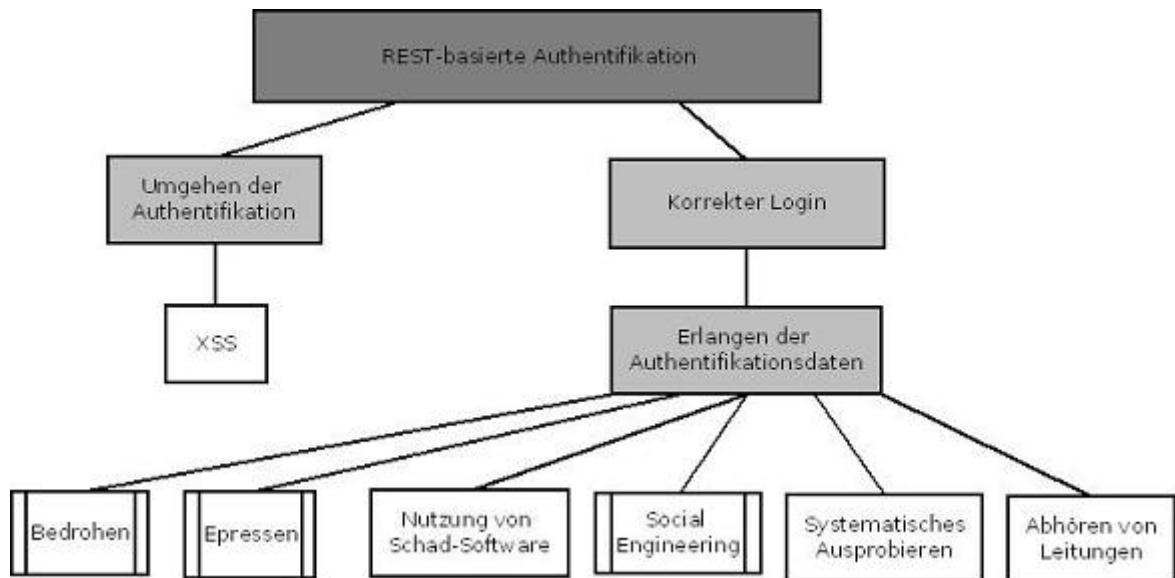 REST-basierte Authentifikation
Umgehen der
Authentifikation
Korrekter Login
XSS
Erlangen der
Authentifikationsdaten
Bedrohen
Epressen
Nutzung von
Schad-Software
Social
Engineering
Systematisches
Ausprobieren
Abhören von
Leitungen